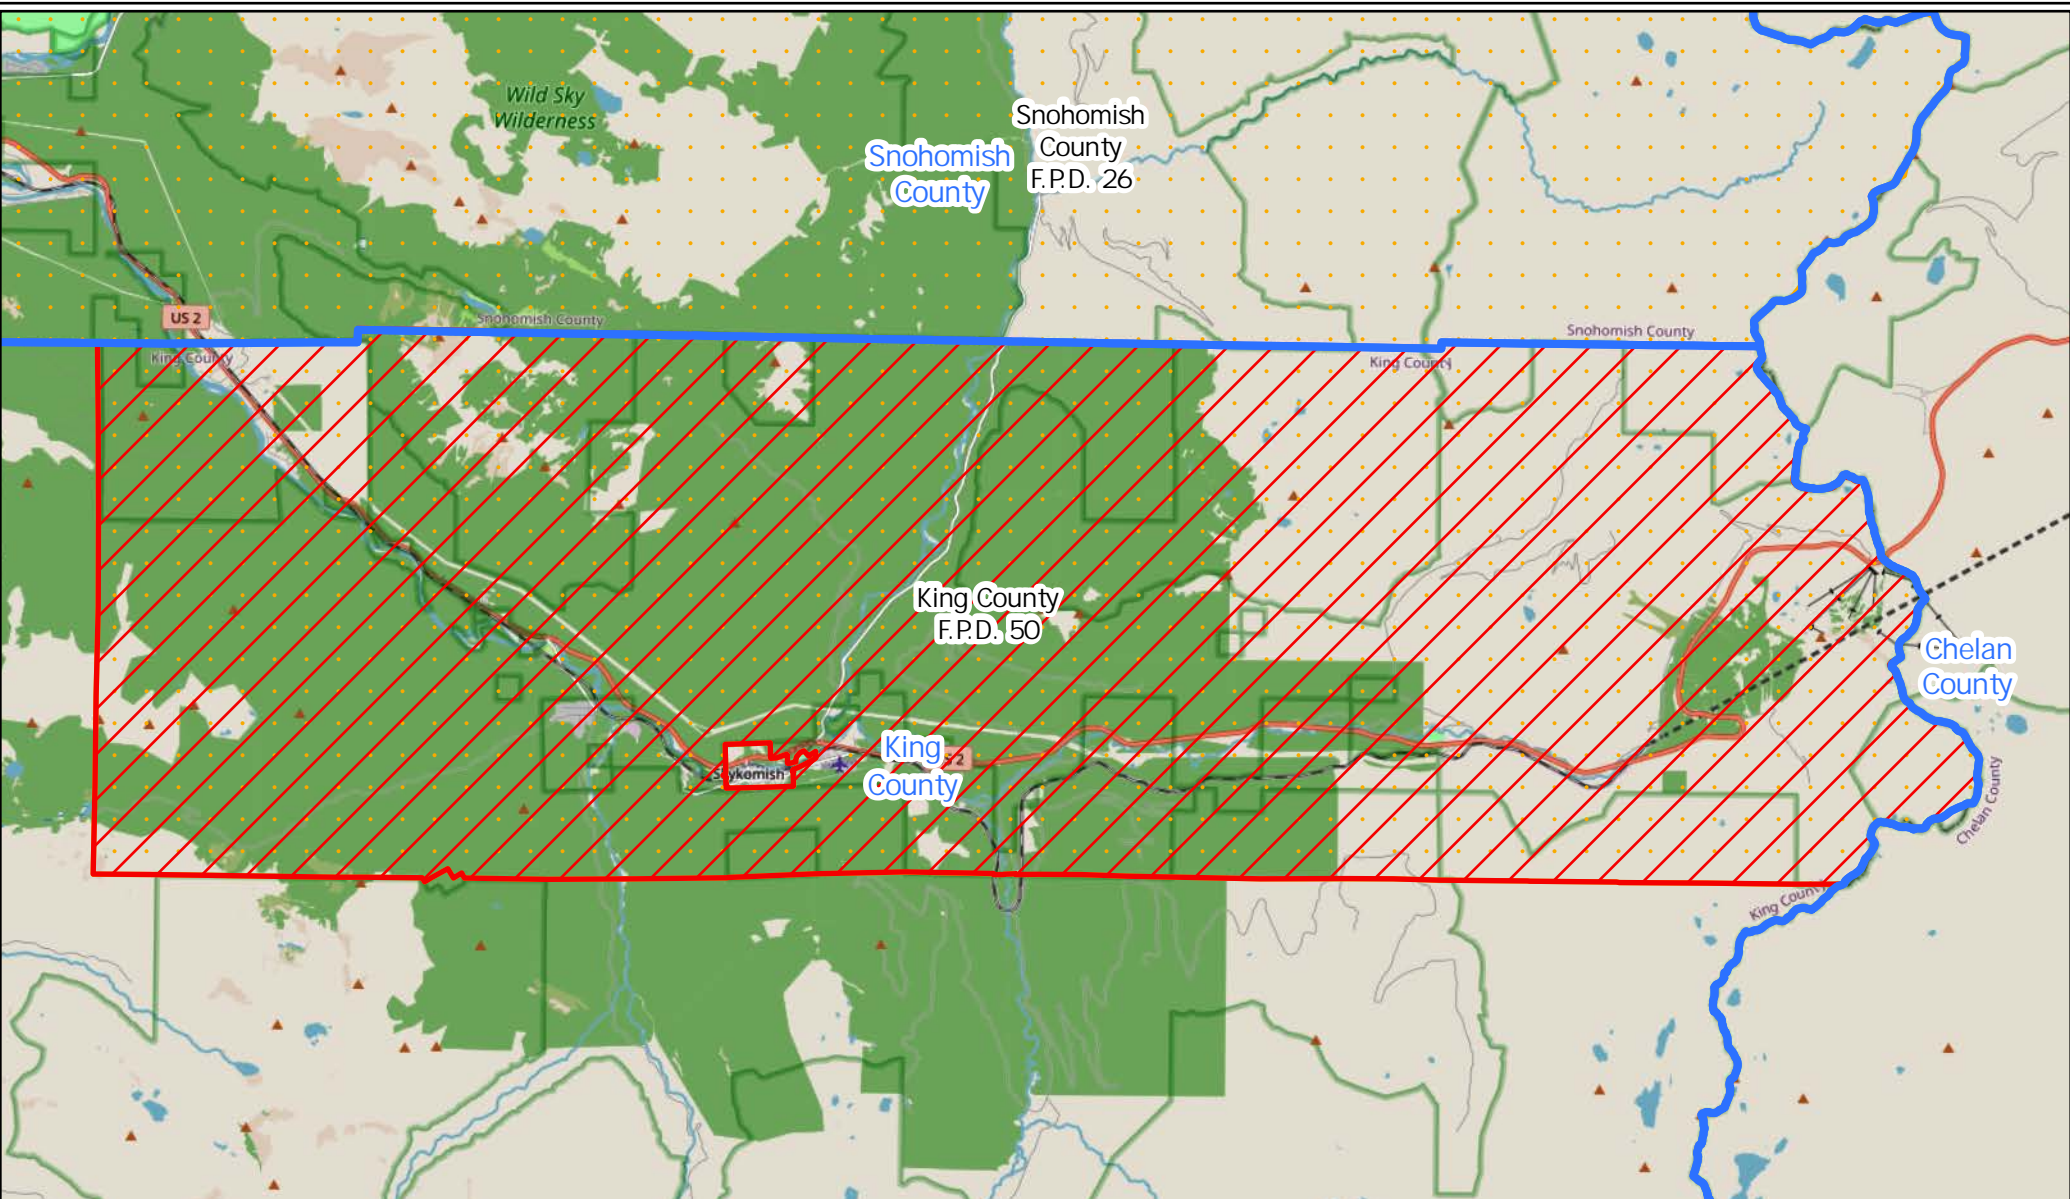 Wild Sky
Wilderness
Snohomish
County
Snohomish
County
F.P.D. 26
US 2
Snohomish County
King County
Snohomish County
King County
King County
F.P.D. 50
Chelan
County
Skykomish
King
County
S 2
Chelan County
King County